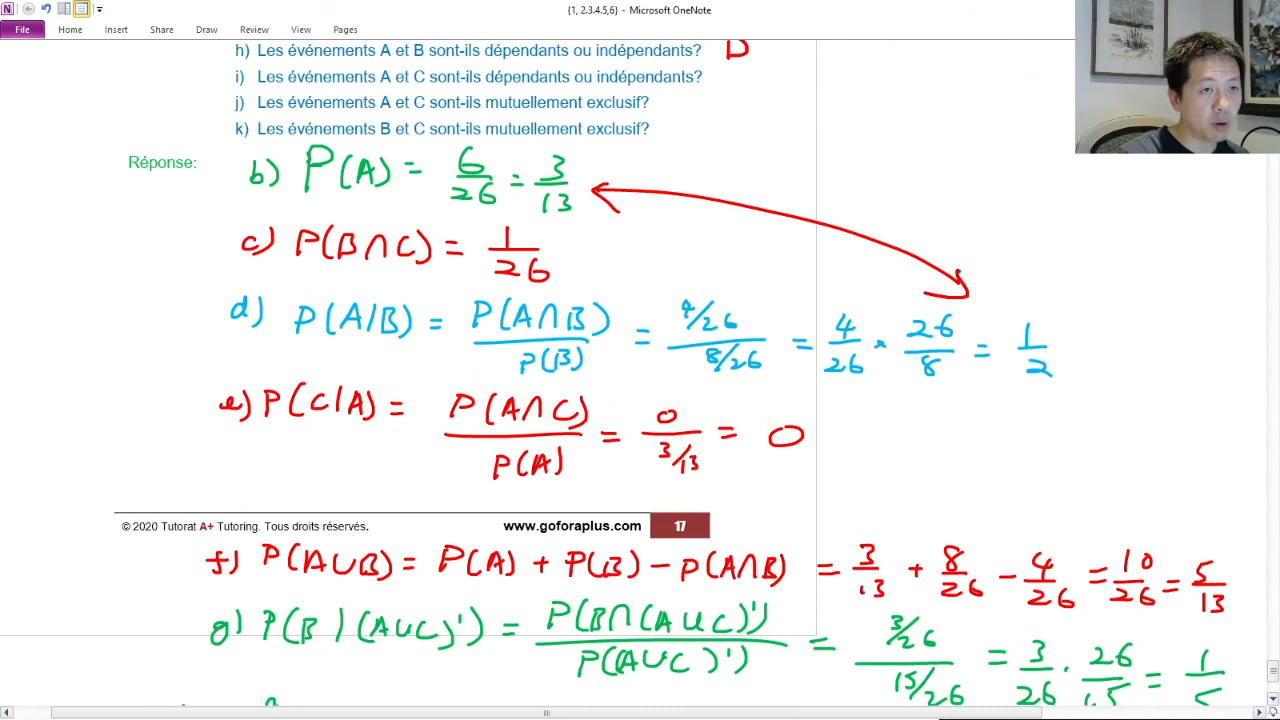 {1, 2.3.4.5,6} - Microsoft OneNote
File Home Insert Share Draw Review View Pages
h) Les événements A et B sont-ils dépendants ou indépendants? D
i) Les événements A et C sont-ils dépendants ou indépendants?
j) Les événements A et C sont-ils mutuellement exclusif?
k) Les événements B et C sont-ils mutuellement exclusif?
Réponse: b) P(A) = 6/26 = 3/13
c) P(B∩C) = 1/26
d) P(A|B) = P(A∩B)/P(B) = 4/26 / 8/26 = 4/26 · 26/8 = 1/2
e) P(C|A) = P(A∩C)/P(A) = 0 / 3/13 = 0
© 2020 Tutorat A+ Tutoring. Tous droits réservés. www.goforaplus.com 17
f) P(A∪B) = P(A) + P(B) - P(A∩B) = 3/13 + 8/26 - 4/26 = 10/26 = 5/13
g) P(B | (A∪C)') = P(B∩(A∪C)') / P((A∪C)') = 3/26 / 15/26 = 3/26 · 26/15 = 1/5